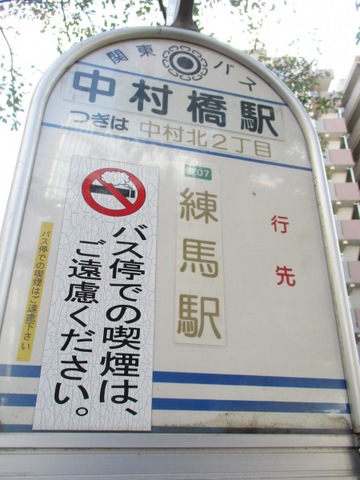 関東バス
中村橋駅
つぎは 中村北2丁目
練馬駅
行先
バス停での喫煙は、
ご遠慮ください。
バス停での喫煙はご遠慮下さい